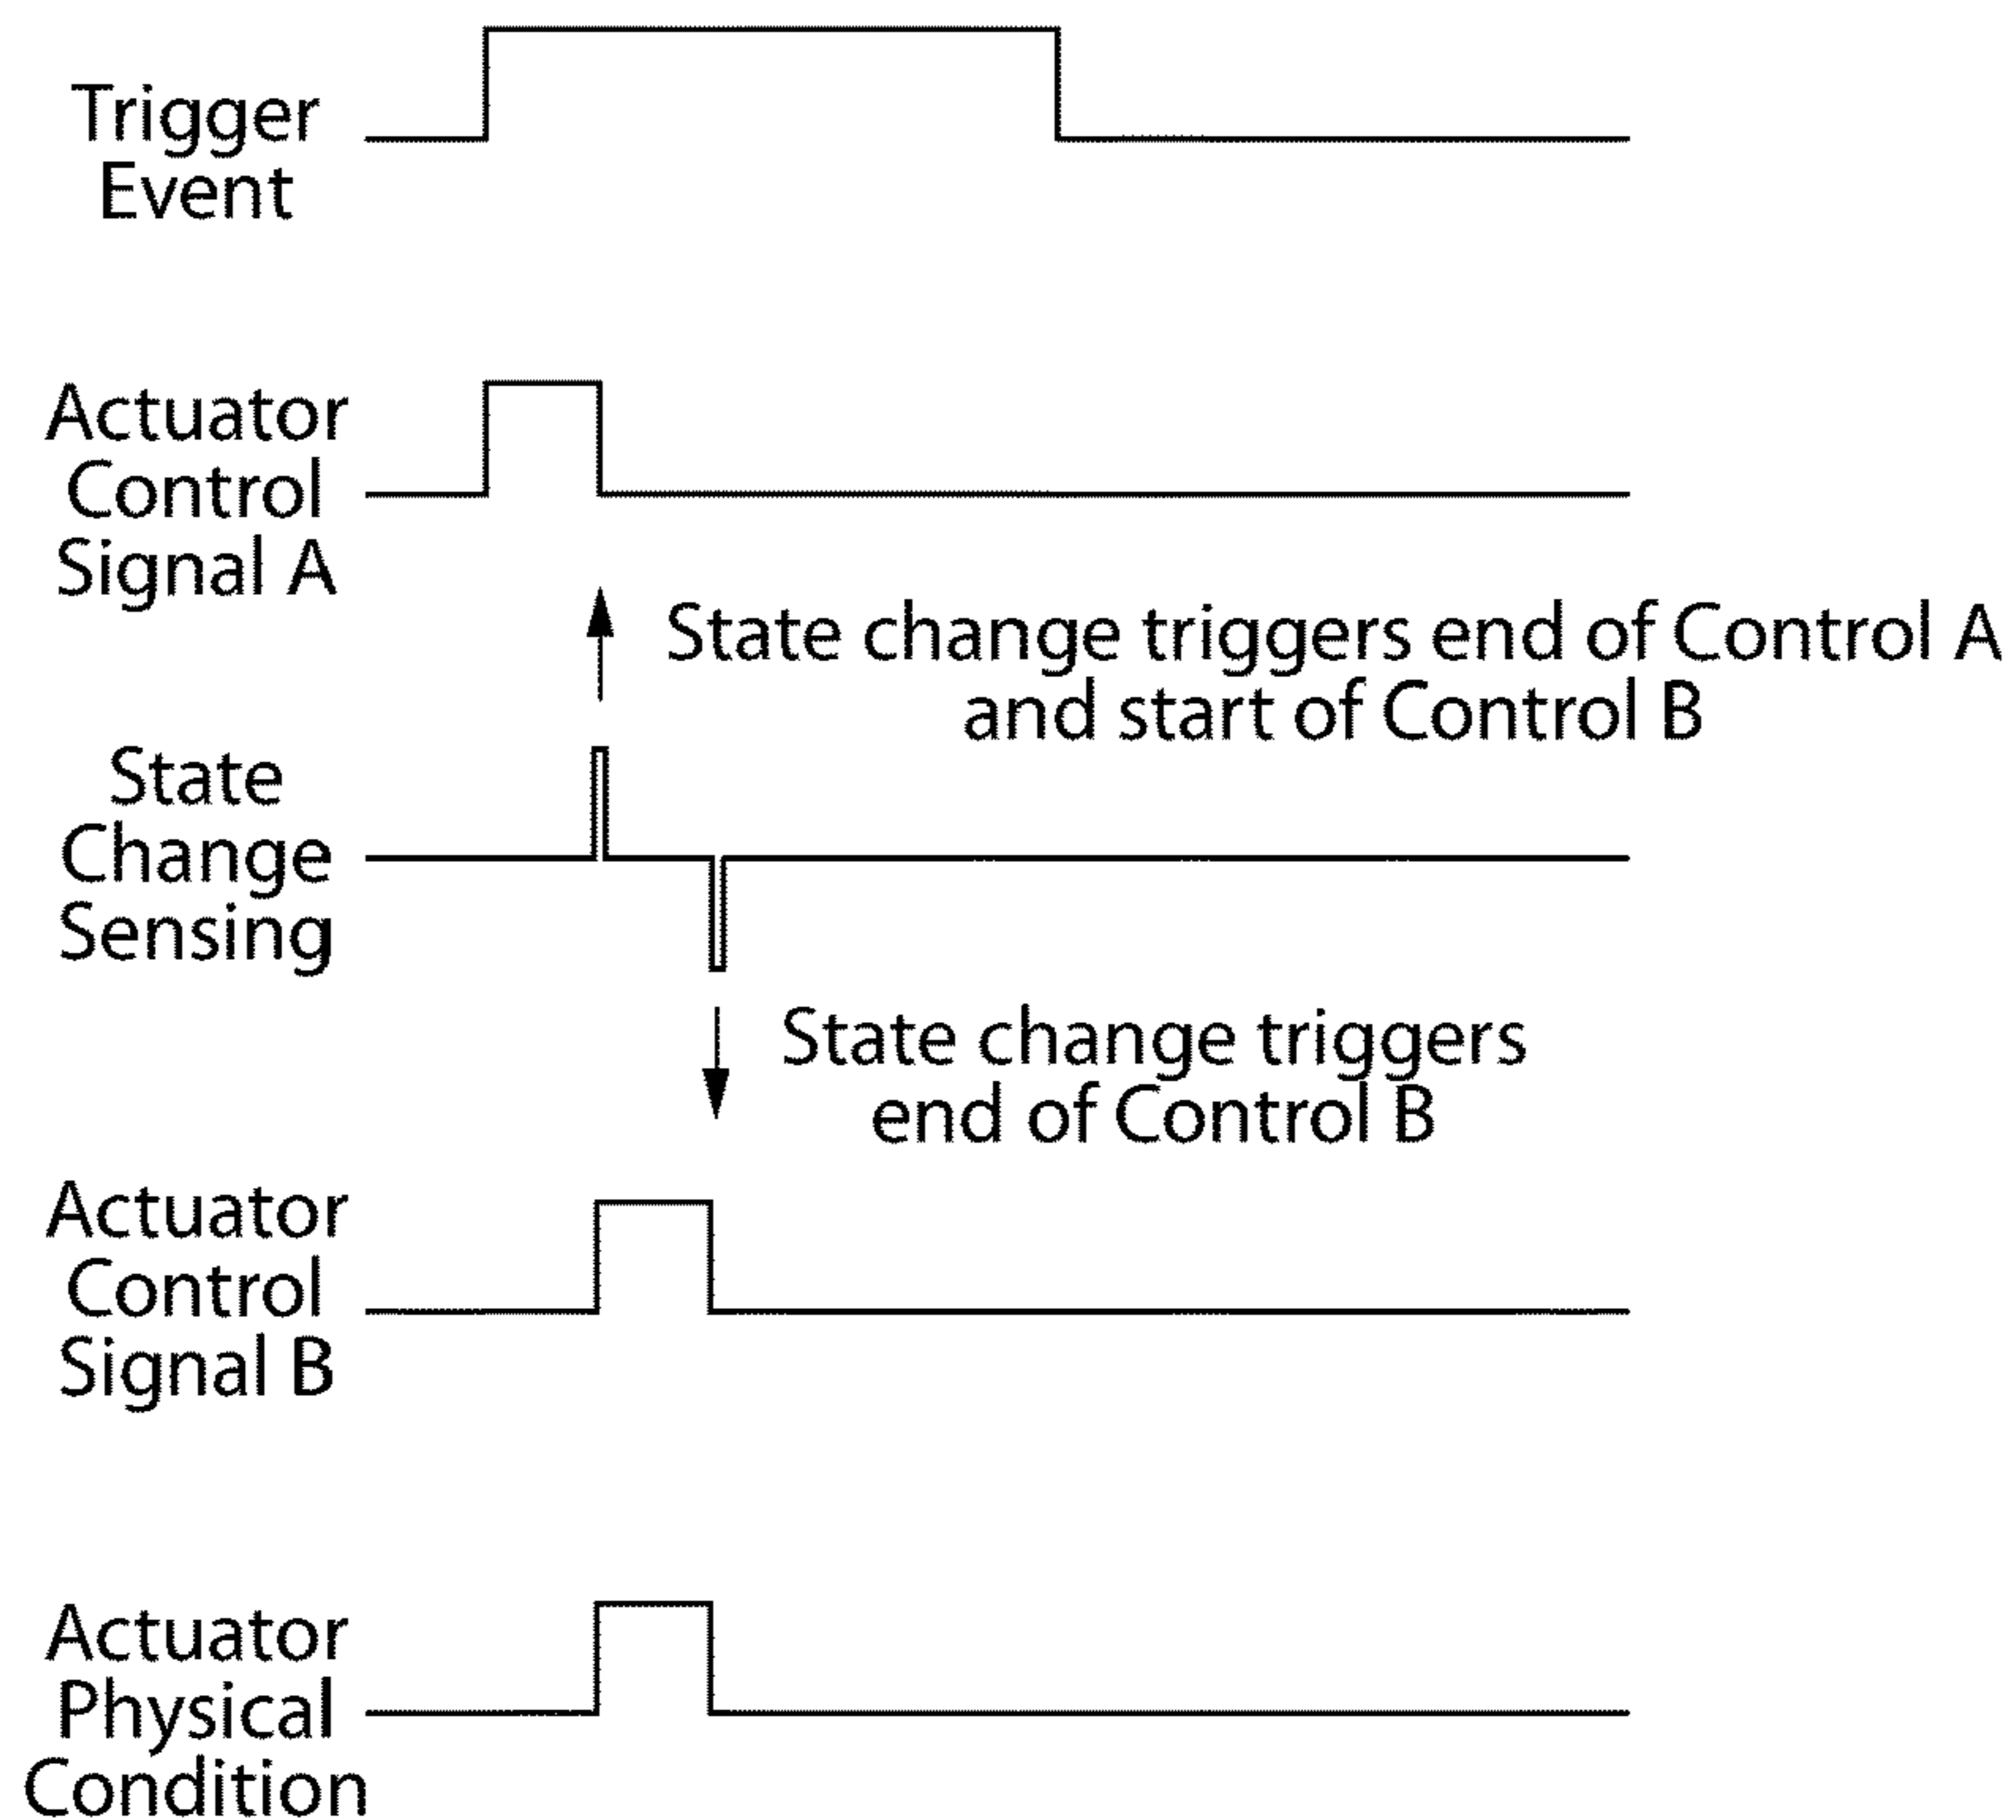 Trigger
Event
Actuator
Control
Signal A
State change triggers end of Control A
and start of Control B
State
Change
Sensing
State change triggers
end of Control B
Actuator
Control
Signal B
Actuator
Physical
Condition